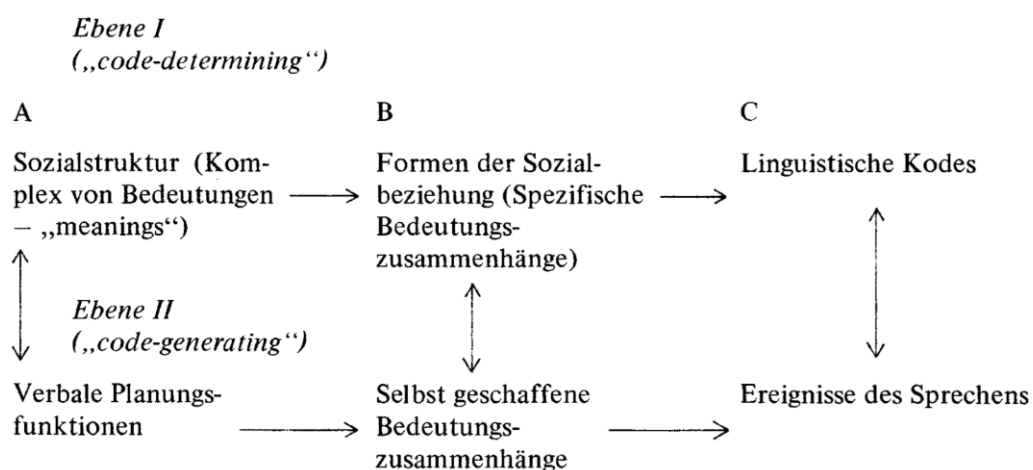 Ebene I
(„code-determining“)
A B C
Sozialstruktur (Kom-
plex von Bedeutungen
– „meanings“)
Formen der Sozial-
beziehung (Spezifische
Bedeutungs-
zusammenhänge)
Linguistische Kodes
Ebene II
(„code-generating“)
Verbale Planungs-
funktionen
Selbst geschaffene
Bedeutungs-
zusammenhänge
Ereignisse des Sprechens